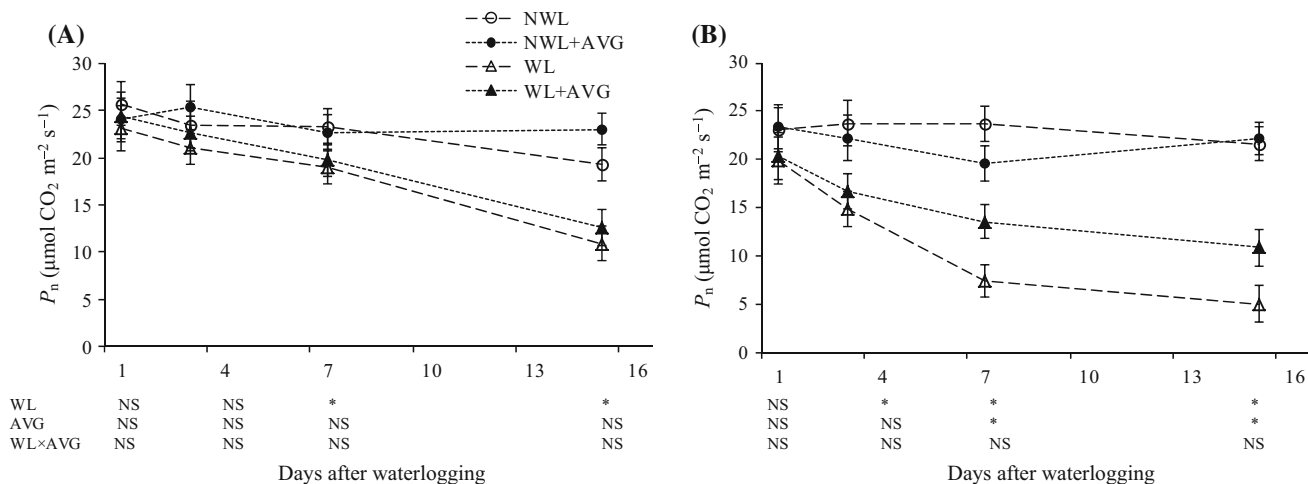 (A)
NWL
NWL+AVG
WL
WL+AVG
30
25
20
15
10
5
0
Pn (μmol CO2 m−2 s−1)
1 4 7 10 13 16
WL NS NS * *
AVG NS NS NS NS
WL×AVG NS NS NS NS
Days after waterlogging
(B)
30
25
20
15
10
5
0
Pn (μmol CO2 m−2 s−1)
1 4 7 10 13 16
NS * * *
NS NS * *
NS NS NS NS
Days after waterlogging